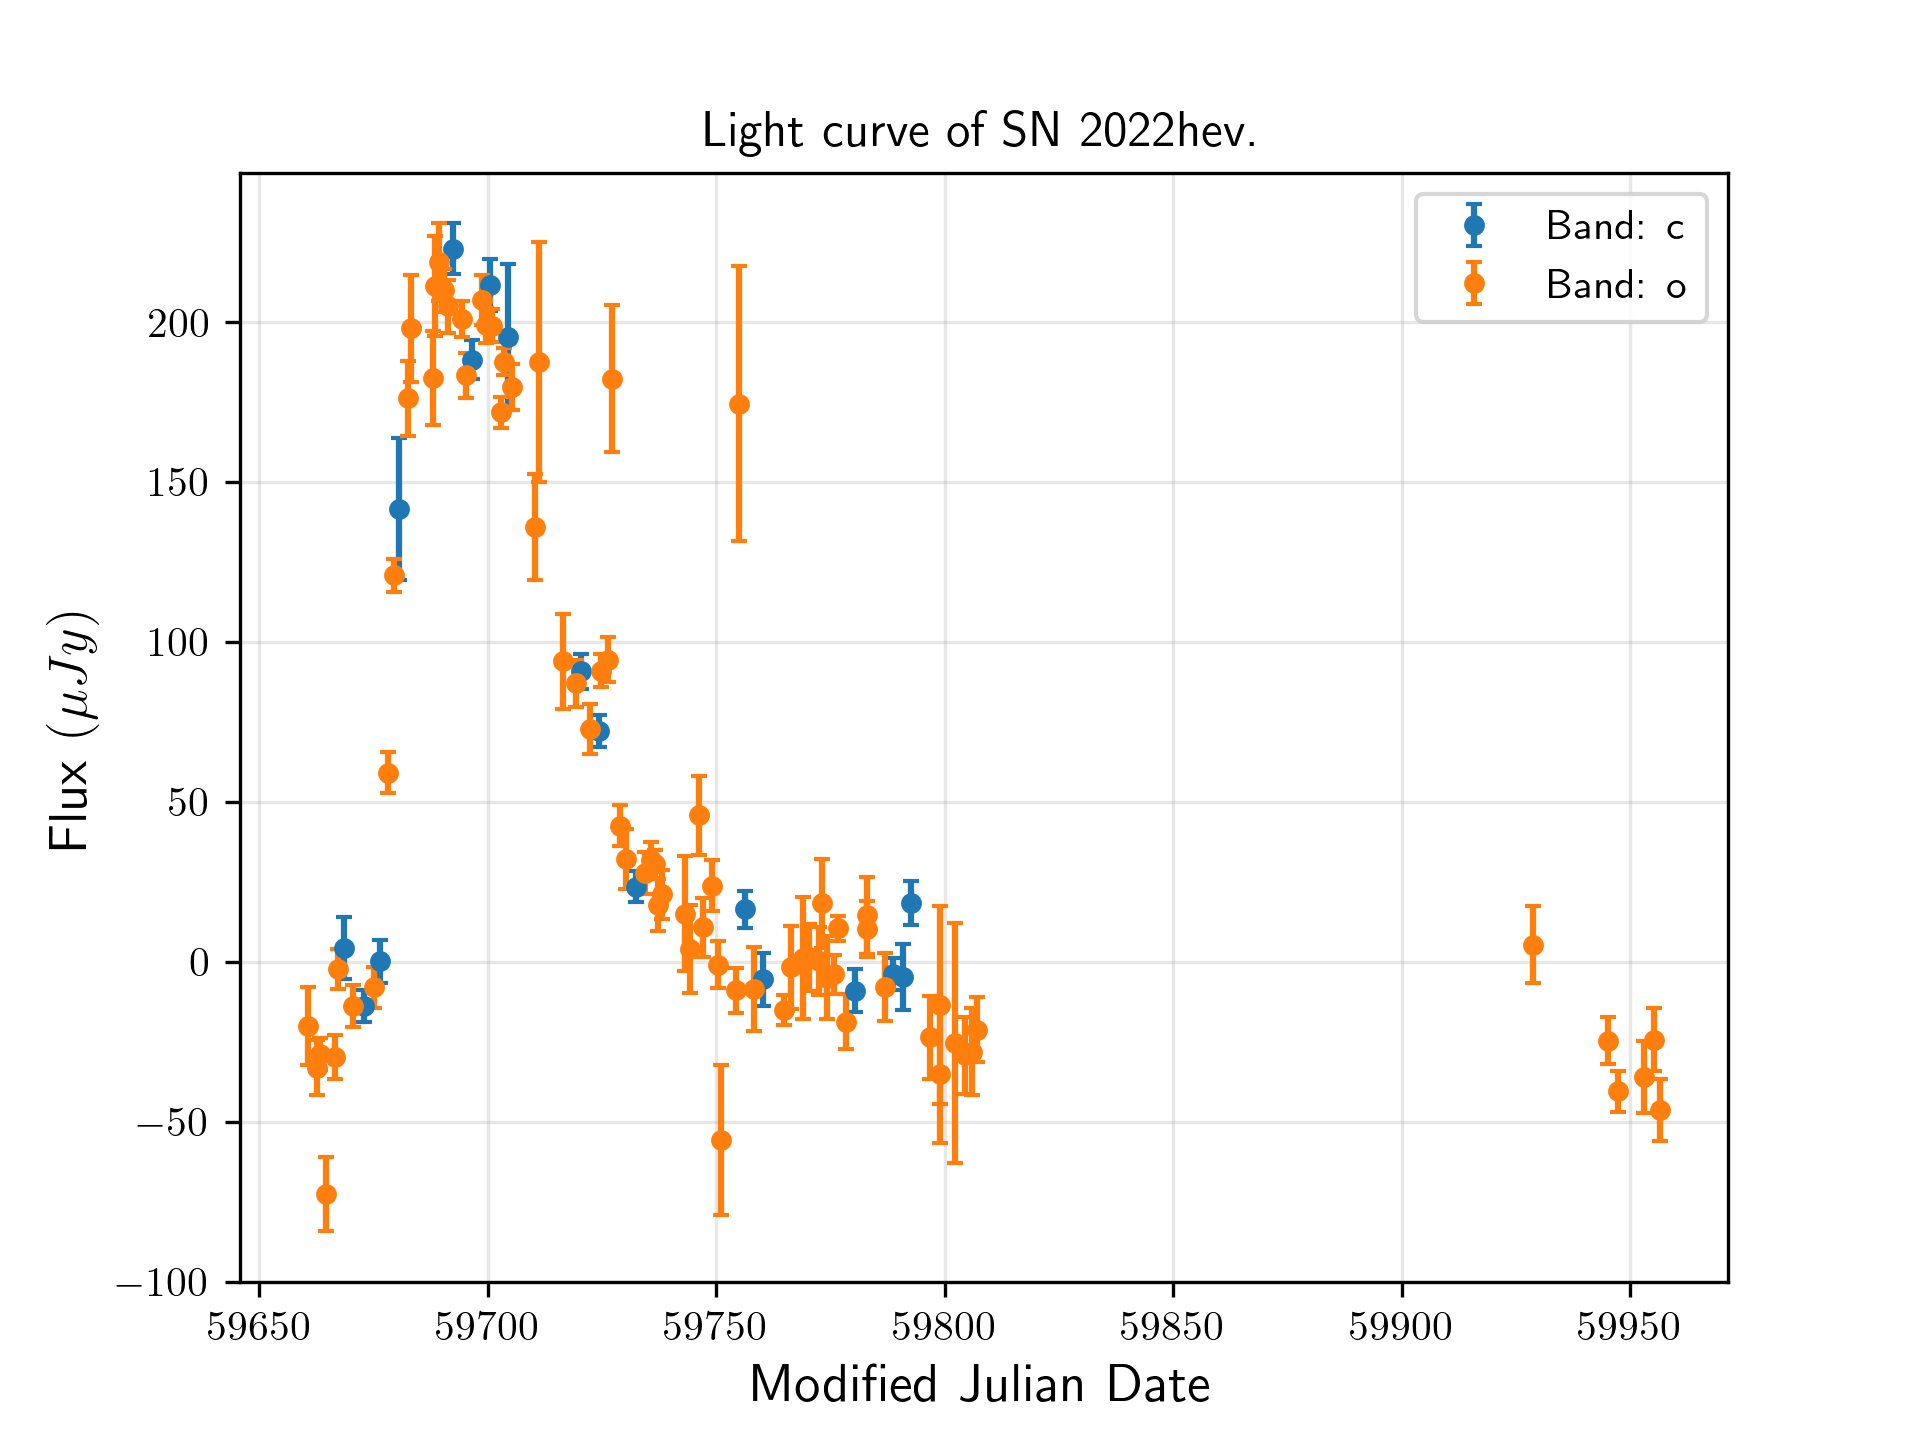 Light curve of SN 2022hev.
Band: c
Band: o
Flux (μJy)
200
150
100
50
0
−50
−100
59650 59700 59750 59800 59850 59900 59950
Modified Julian Date